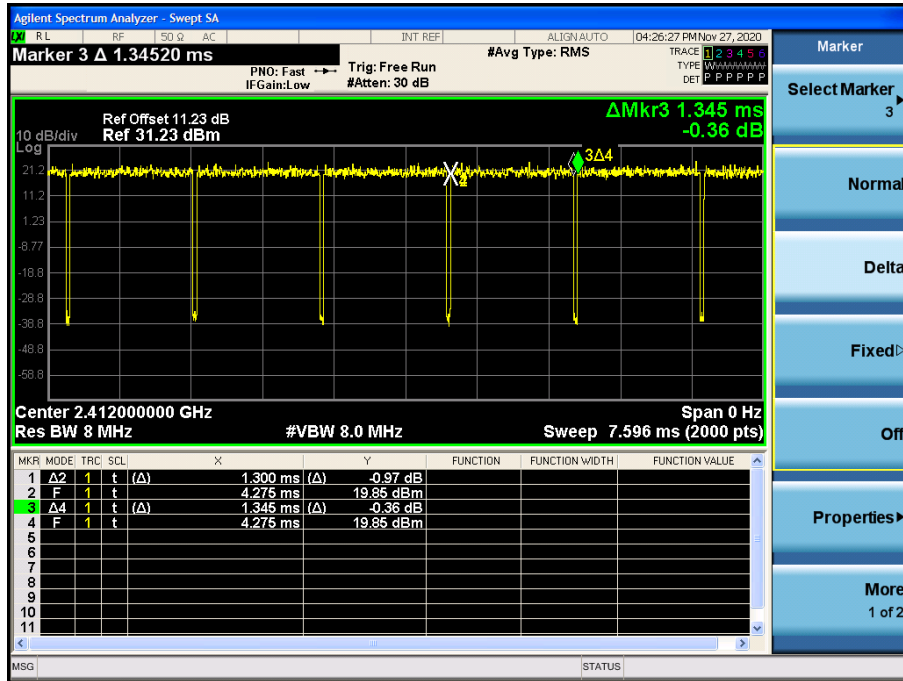 Agilent Spectrum Analyzer - Swept SA
LXI RL RF 50 Ω AC INT REF ALIGN AUTO 04:26:27 PM Nov 27, 2020
Marker 3 Δ 1.34520 ms
PNO: Fast
IFGain:Low
Trig: Free Run
#Atten: 30 dB
#Avg Type: RMS
TRACE 1 2 3 4 5 6
TYPE WWWWWW
DET P P P P P P
ΔMkr3 1.345 ms
-0.36 dB
Ref Offset 11.23 dB
10 dB/div Ref 31.23 dBm
Log
3Δ4
21.2
11.2
1.23
-8.77
-18.8
-28.8
-38.8
-48.8
-58.8
Center 2.412000000 GHz Span 0 Hz
Res BW 8 MHz #VBW 8.0 MHz Sweep 7.596 ms (2000 pts)
MKR MODE TRC SCL X Y FUNCTION FUNCTION WIDTH FUNCTION VALUE
1 Δ2 1 t (Δ) 1.300 ms (Δ) -0.97 dB
2 F 1 t 4.275 ms 19.85 dBm
3 Δ4 1 t (Δ) 1.345 ms (Δ) -0.36 dB
4 F 1 t 4.275 ms 19.85 dBm
5
6
7
8
9
10
11
MSG STATUS
Marker
Select Marker
3
Normal
Delta
Fixed
Off
Properties
More
1 of 2